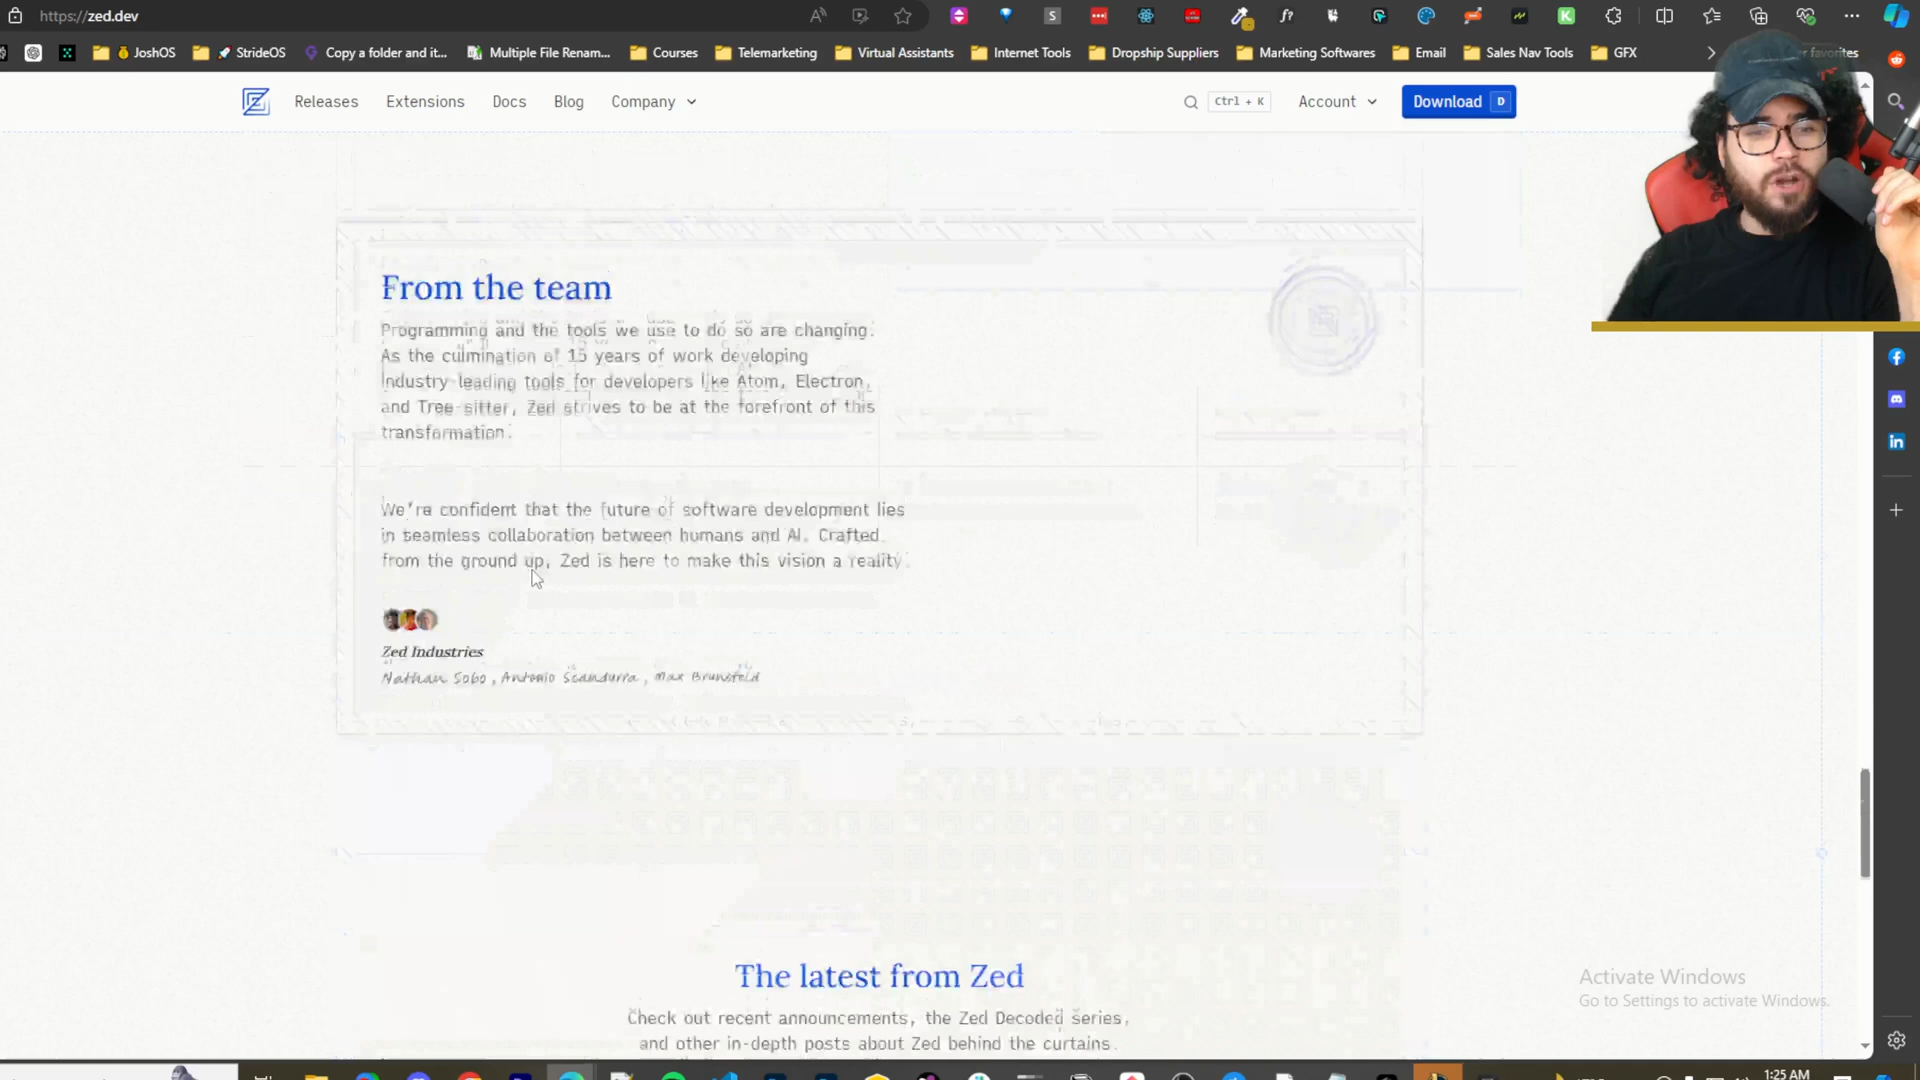 https://zed.dev
JoshOS
StrideOS
Copy a folder and it...
Multiple File Renam...
Courses
Telemarketing
Virtual Assistants
Internet Tools
Dropship Suppliers
Marketing Softwares
Email
Sales Nav Tools
GFX
favorites
Releases
Extensions
Docs
Blog
Company
Ctrl + K
Account
Download D
From the team
Programming and the tools we use to do so are changing.
As the culmination of 15 years of work developing
industry leading tools for developers like Atom, Electron,
and Tree-sitter, Zed strives to be at the forefront of this
transformation.
We're confident that the future of software development lies
in seamless collaboration between humans and AI. Crafted
from the ground up, Zed is here to make this vision a reality.
Zed Industries
Nathan Sobo, Antonio Scandurra, Max Brunsfeld
The latest from Zed
Check out recent announcements, the Zed Decoded series,
and other in-depth posts about Zed behind the curtains.
Activate Windows
Go to Settings to activate Windows.
1:25 AM